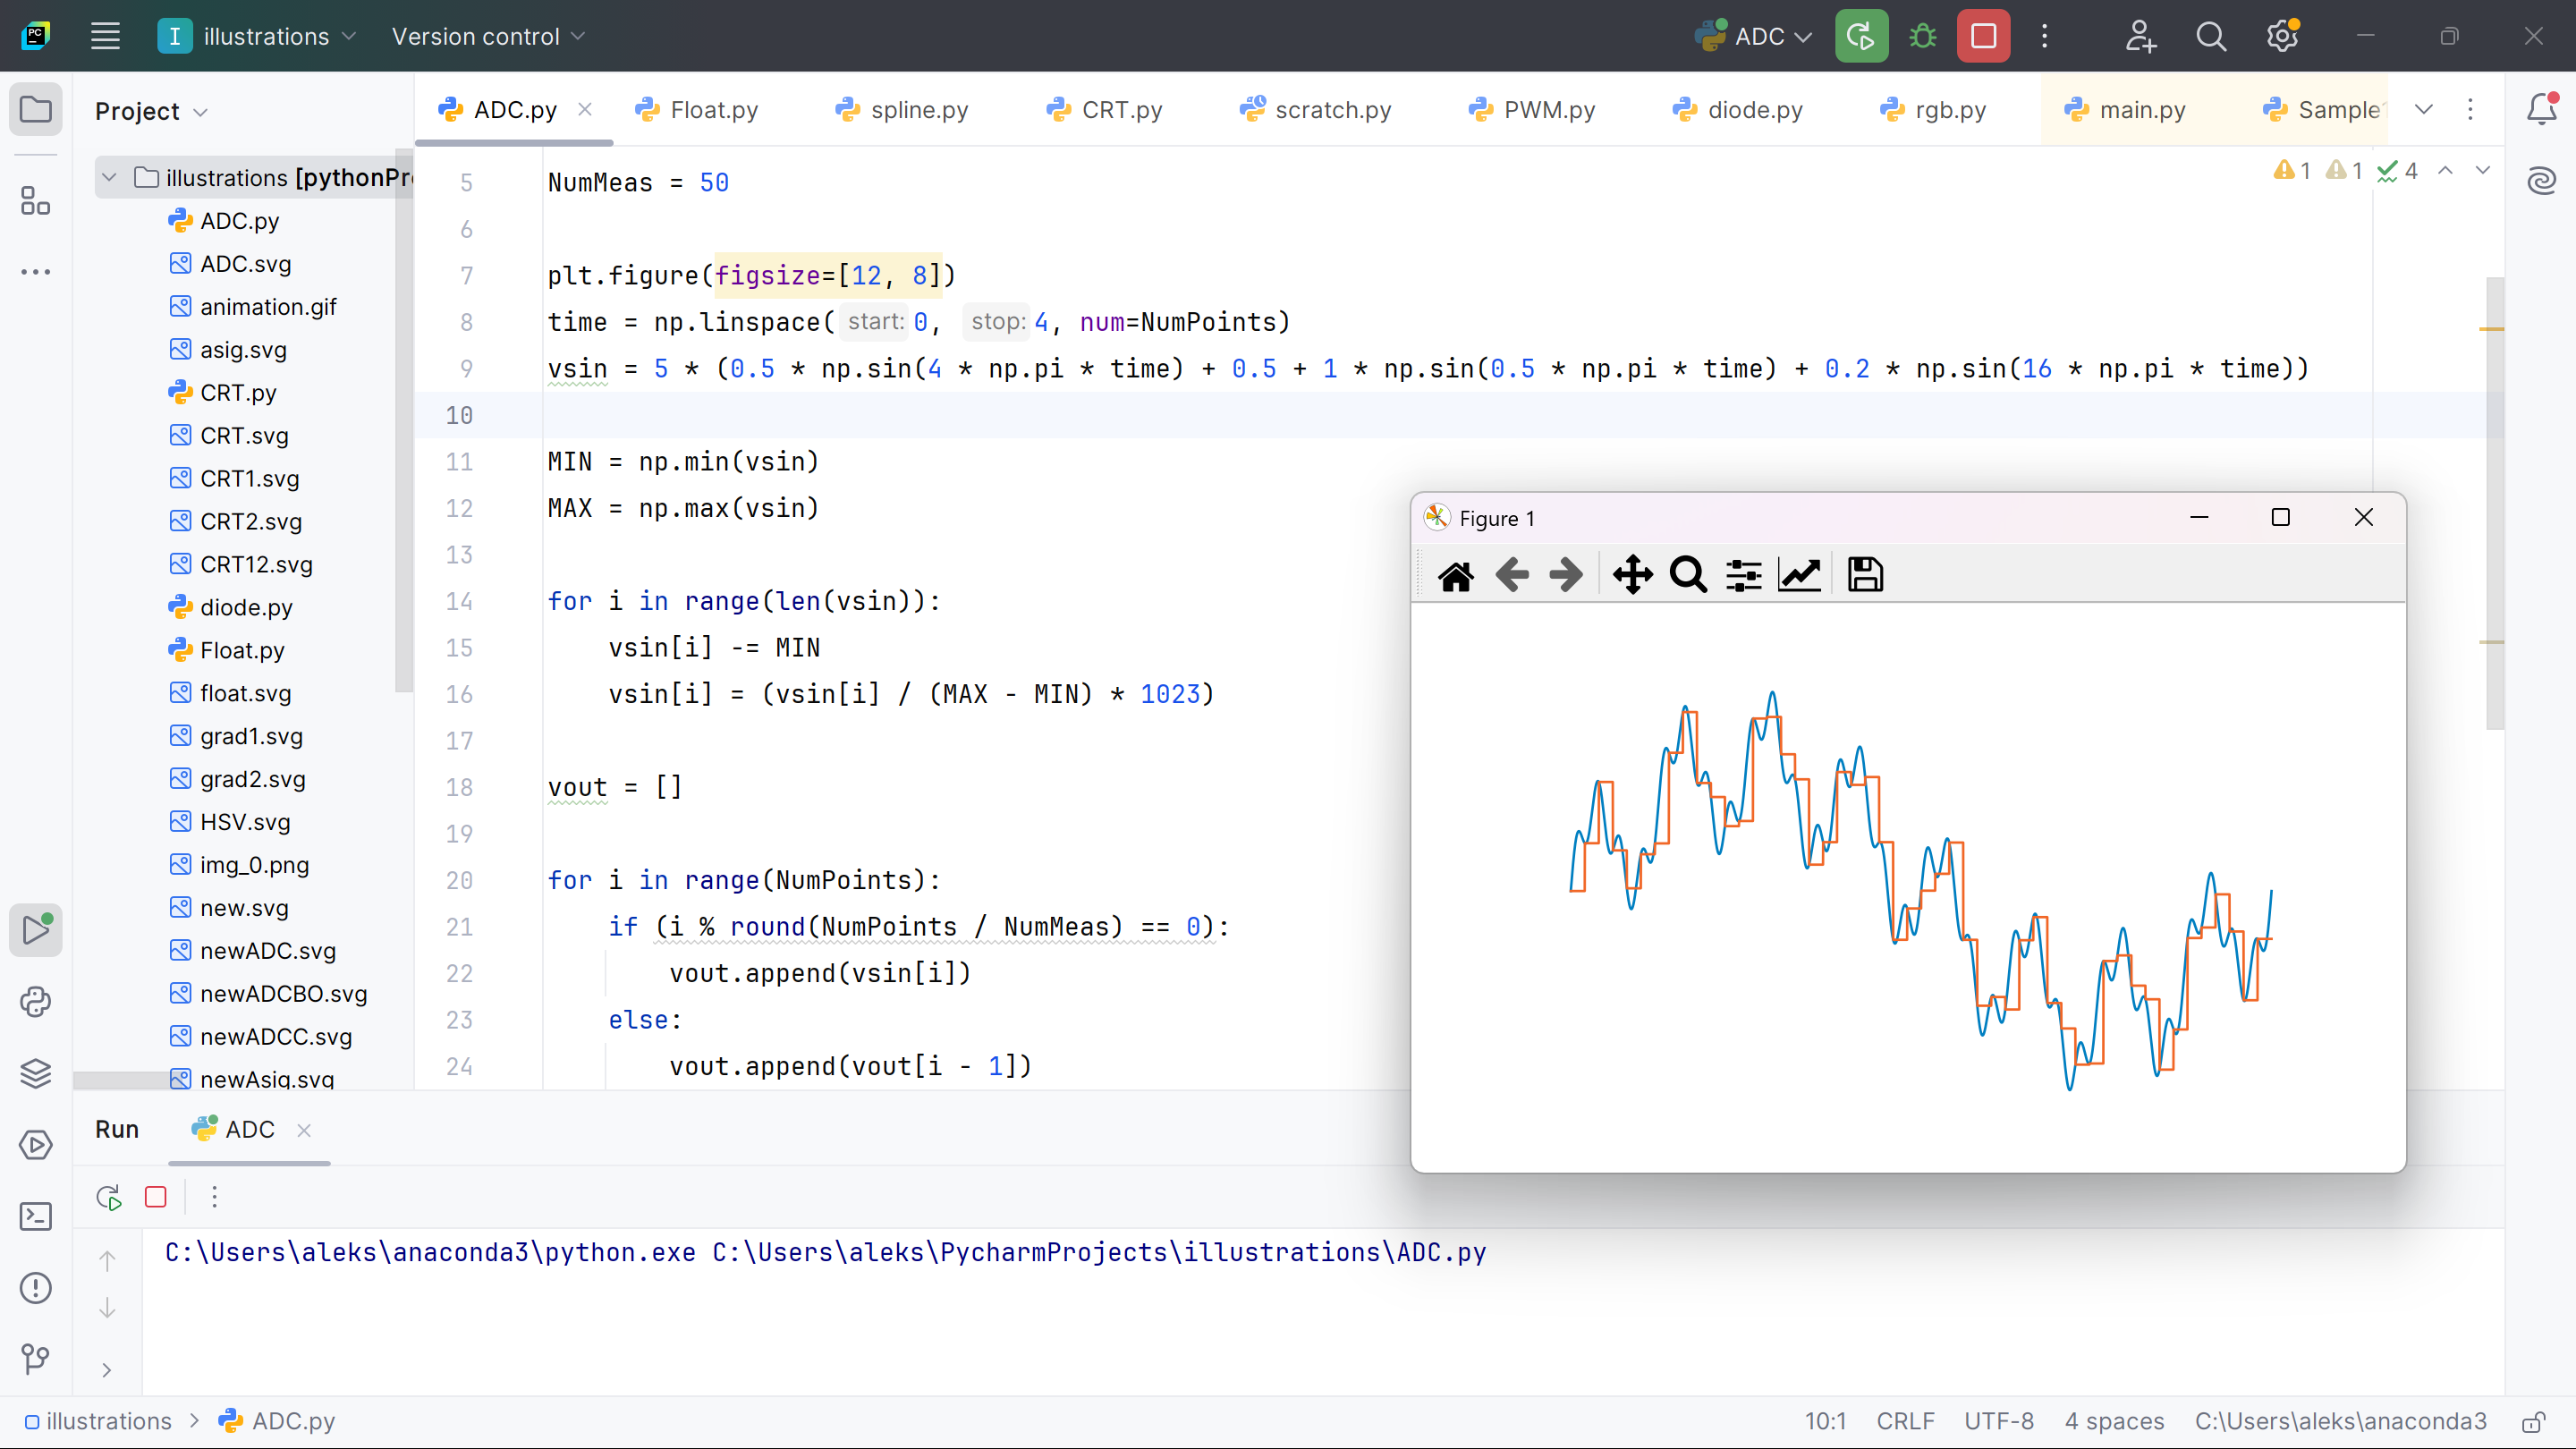 PC
I illustrations Version control ADC
Project
ADC.py Float.py spline.py CRT.py scratch.py PWM.py diode.py rgb.py main.py Sample
illustrations [pythonPr
ADC.py
ADC.svg
animation.gif
asig.svg
CRT.py
CRT.svg
CRT1.svg
CRT2.svg
CRT12.svg
diode.py
Float.py
float.svg
grad1.svg
grad2.svg
HSV.svg
img_0.png
new.svg
newADC.svg
newADCBO.svg
newADCC.svg
newAsig.svg
1 1 4
5 NumMeas = 50
6
7 plt.figure(figsize=[12, 8])
8 time = np.linspace( start: 0, stop: 4, num=NumPoints)
9 vsin = 5 * (0.5 * np.sin(4 * np.pi * time) + 0.5 + 1 * np.sin(0.5 * np.pi * time) + 0.2 * np.sin(16 * np.pi * time))
10
11 MIN = np.min(vsin)
12 MAX = np.max(vsin)
13
14 for i in range(len(vsin)):
15 vsin[i] -= MIN
16 vsin[i] = (vsin[i] / (MAX - MIN) * 1023)
17
18 vout = []
19
20 for i in range(NumPoints):
21 if (i % round(NumPoints / NumMeas) == 0):
22 vout.append(vsin[i])
23 else:
24 vout.append(vout[i - 1])
Figure 1
Run ADC
C:\Users\aleks\anaconda3\python.exe C:\Users\aleks\PycharmProjects\illustrations\ADC.py
illustrations > ADC.py 10:1 CRLF UTF-8 4 spaces C:\Users\aleks\anaconda3